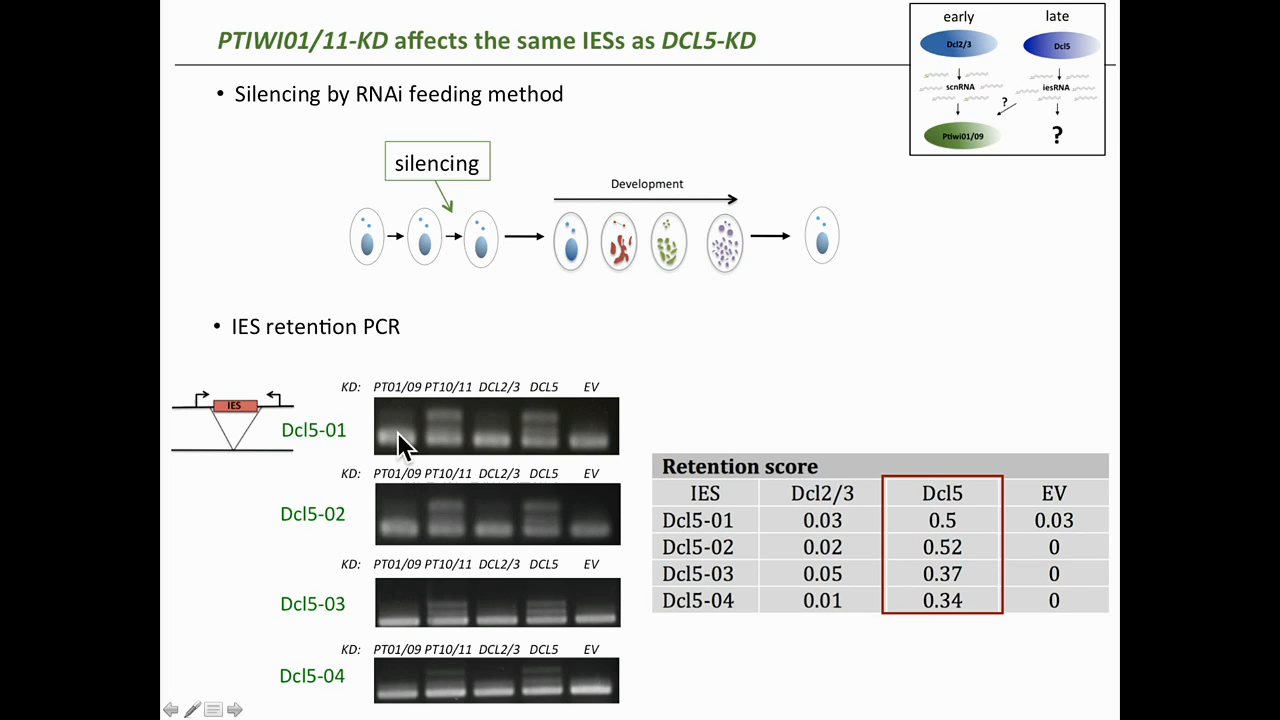 PTIWI01/11-KD affects the same IESs as DCL5-KD
early late
Dcl2/3 Dcl5
scnRNA iesRNA
?
Ptiwi01/09 ?
• Silencing by RNAi feeding method
silencing
Development
• IES retention PCR
KD: PT01/09 PT10/11 DCL2/3 DCL5 EV
IES
Dcl5-01
KD: PT01/09 PT10/11 DCL2/3 DCL5 EV
Dcl5-02
KD: PT01/09 PT10/11 DCL2/3 DCL5 EV
Dcl5-03
KD: PT01/09 PT10/11 DCL2/3 DCL5 EV
Dcl5-04
Retention score
IES Dcl2/3 Dcl5 EV
Dcl5-01 0.03 0.5 0.03
Dcl5-02 0.02 0.52 0
Dcl5-03 0.05 0.37 0
Dcl5-04 0.01 0.34 0